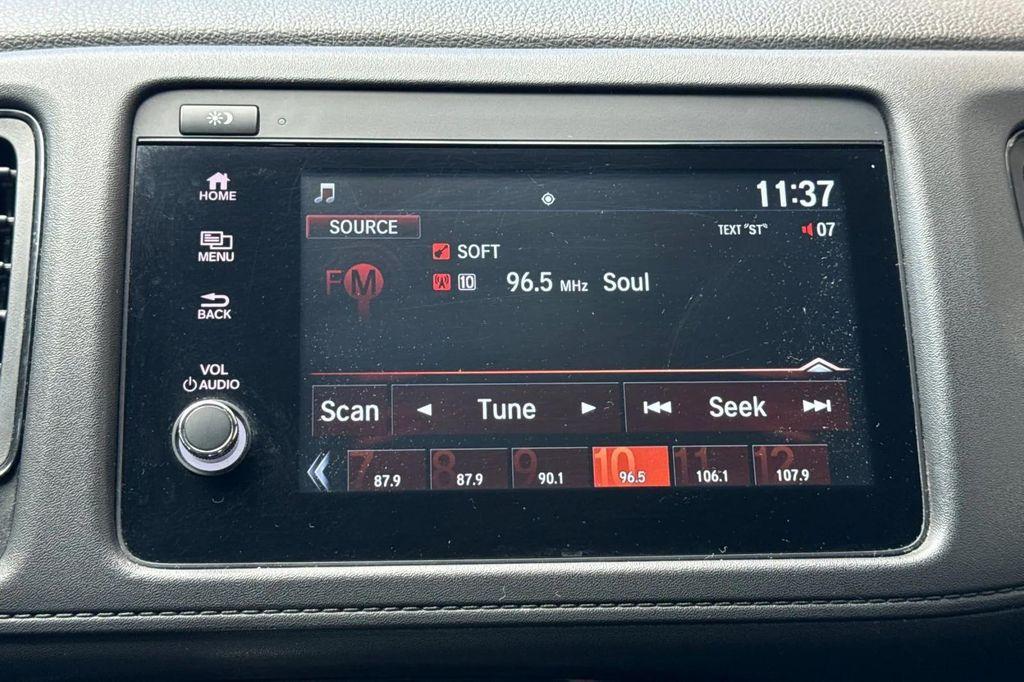 HOME
MENU
BACK
VOL
AUDIO
11:37
SOURCE
TEXT "ST"
07
FM
SOFT
10
96.5 MHz Soul
Scan
Tune
Seek
7 87.9
8 87.9
9 90.1
10 96.5
11 106.1
12 107.9